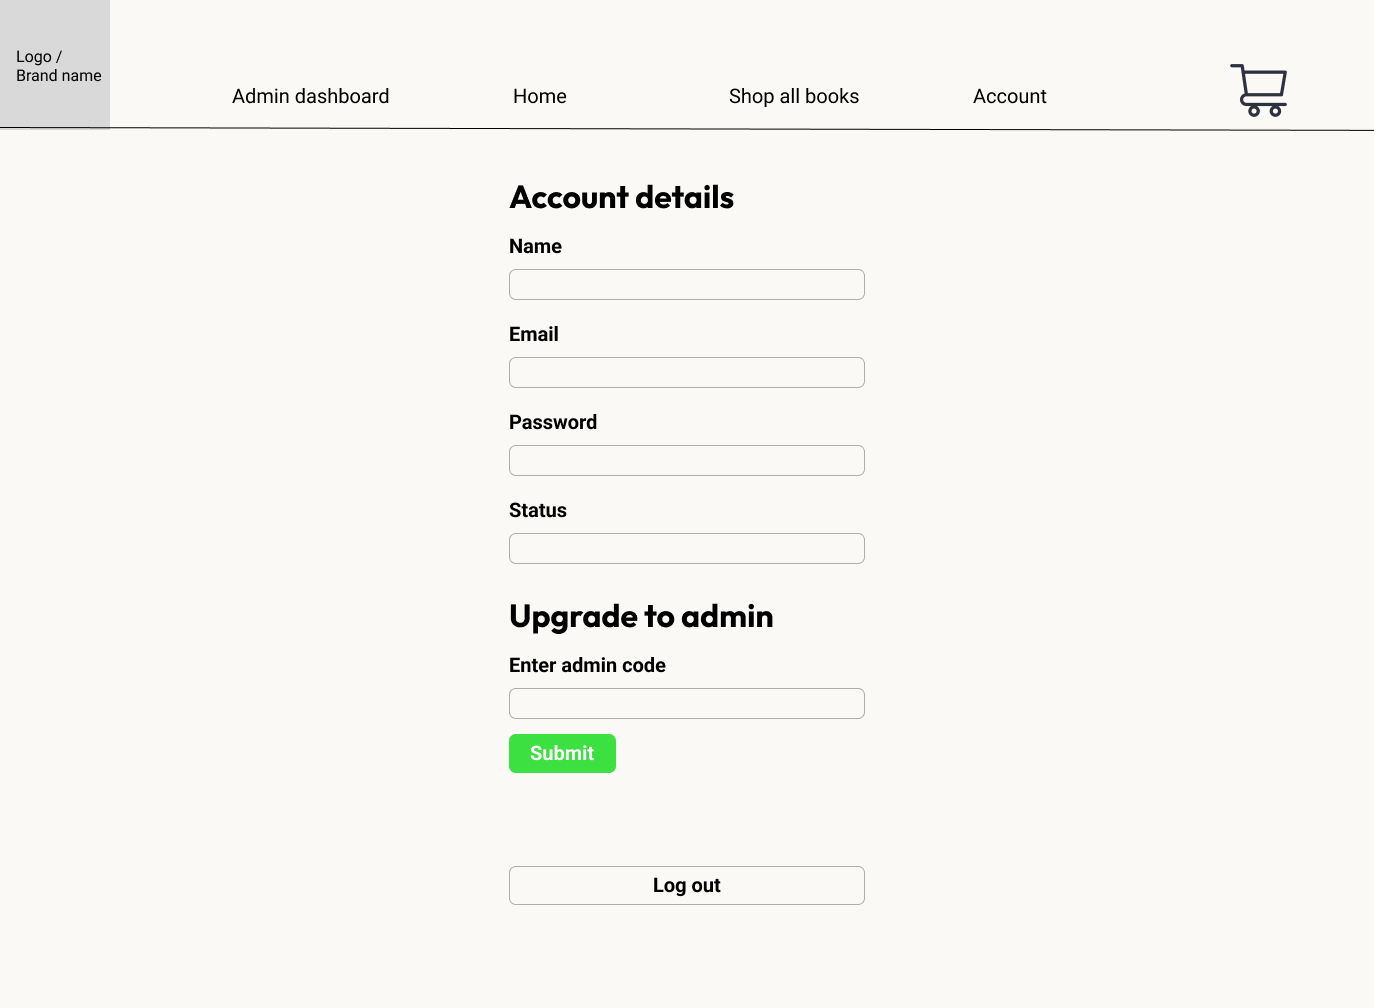 Logo /
Brand name
Admin dashboard
Home
Shop all books
Account
Account details
Name
Email
Password
Status
Upgrade to admin
Enter admin code
Submit
Log out